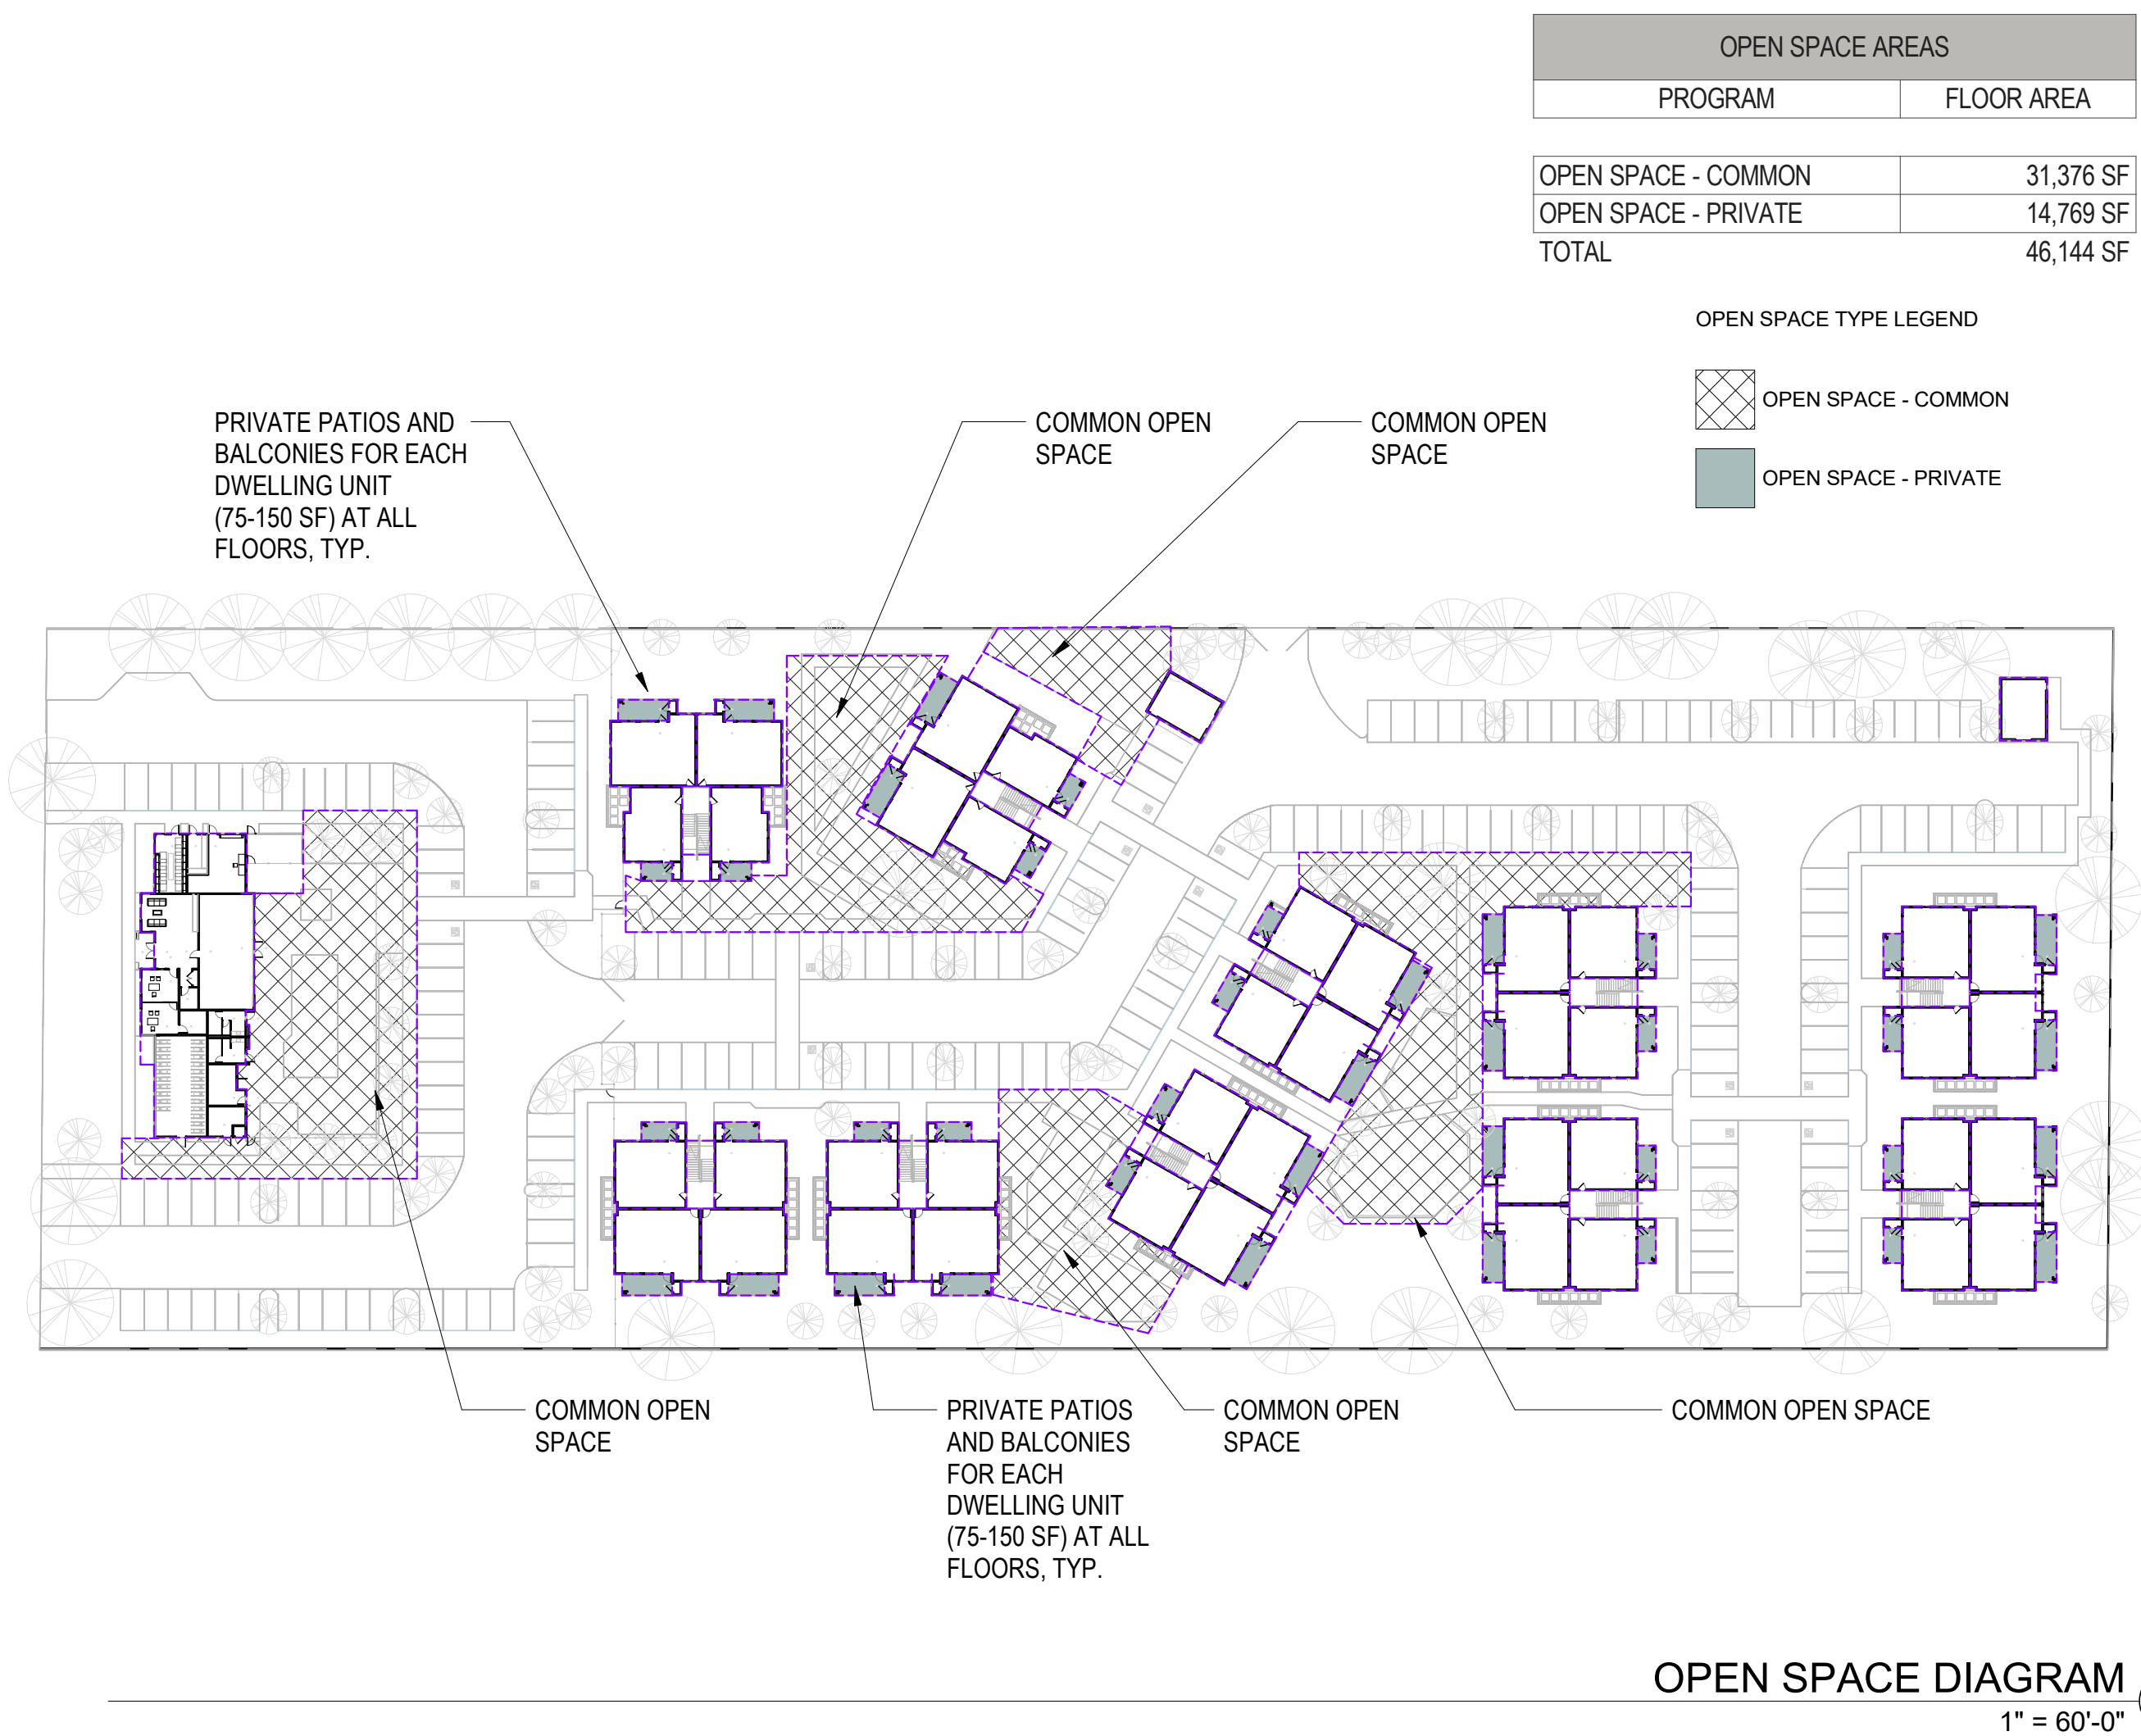 OPEN SPACE AREAS
PROGRAM FLOOR AREA
OPEN SPACE - COMMON 31,376 SF
OPEN SPACE - PRIVATE 14,769 SF
TOTAL 46,144 SF
OPEN SPACE TYPE LEGEND
OPEN SPACE - COMMON
OPEN SPACE - PRIVATE
PRIVATE PATIOS AND
BALCONIES FOR EACH
DWELLING UNIT
(75-150 SF) AT ALL
FLOORS, TYP.
COMMON OPEN
SPACE
COMMON OPEN
SPACE
COMMON OPEN
SPACE
PRIVATE PATIOS
AND BALCONIES
FOR EACH
DWELLING UNIT
(75-150 SF) AT ALL
FLOORS, TYP.
COMMON OPEN
SPACE
COMMON OPEN SPACE
OPEN SPACE DIAGRAM
1" = 60'-0"